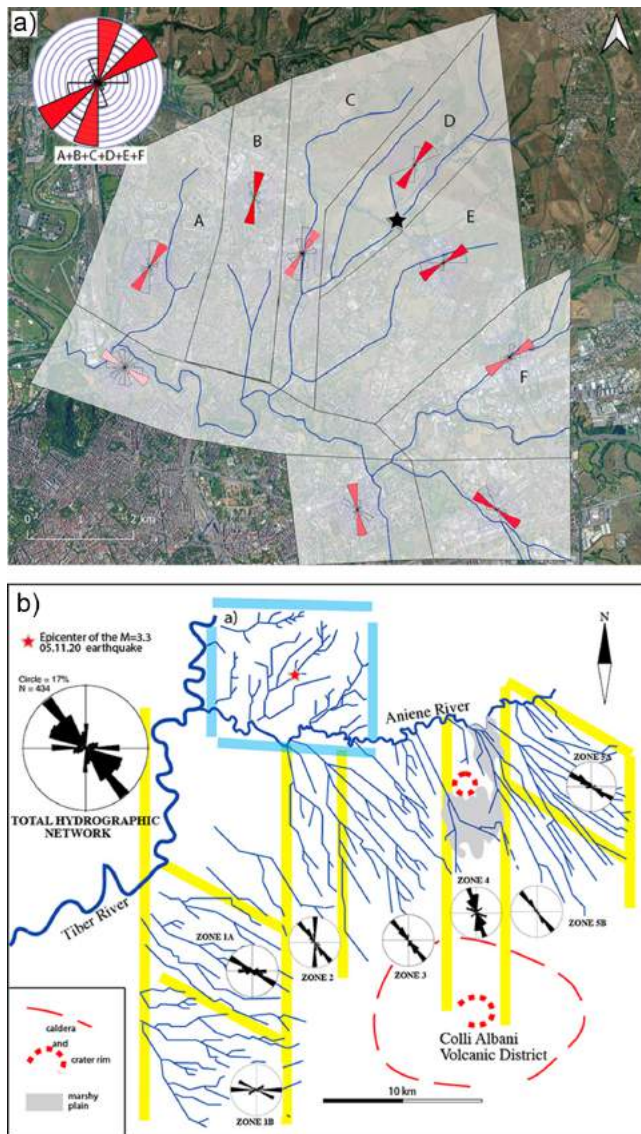 a)
A+B+C+D+E+F
A
B
C
D
E
F
0 1 2 km
b)
a)
Epicenter of the M=3.3
05.11.20 earthquake
Circle = 17%
N = 434
TOTAL HYDROGRAPHIC
NETWORK
N
Aniene River
Tiber River
ZONE 5A
ZONE 4
ZONE 5B
ZONE 1A
ZONE 2
ZONE 3
ZONE 1B
Colli Albani
Volcanic District
caldera
and
crater rim
marshy
plain
10 km